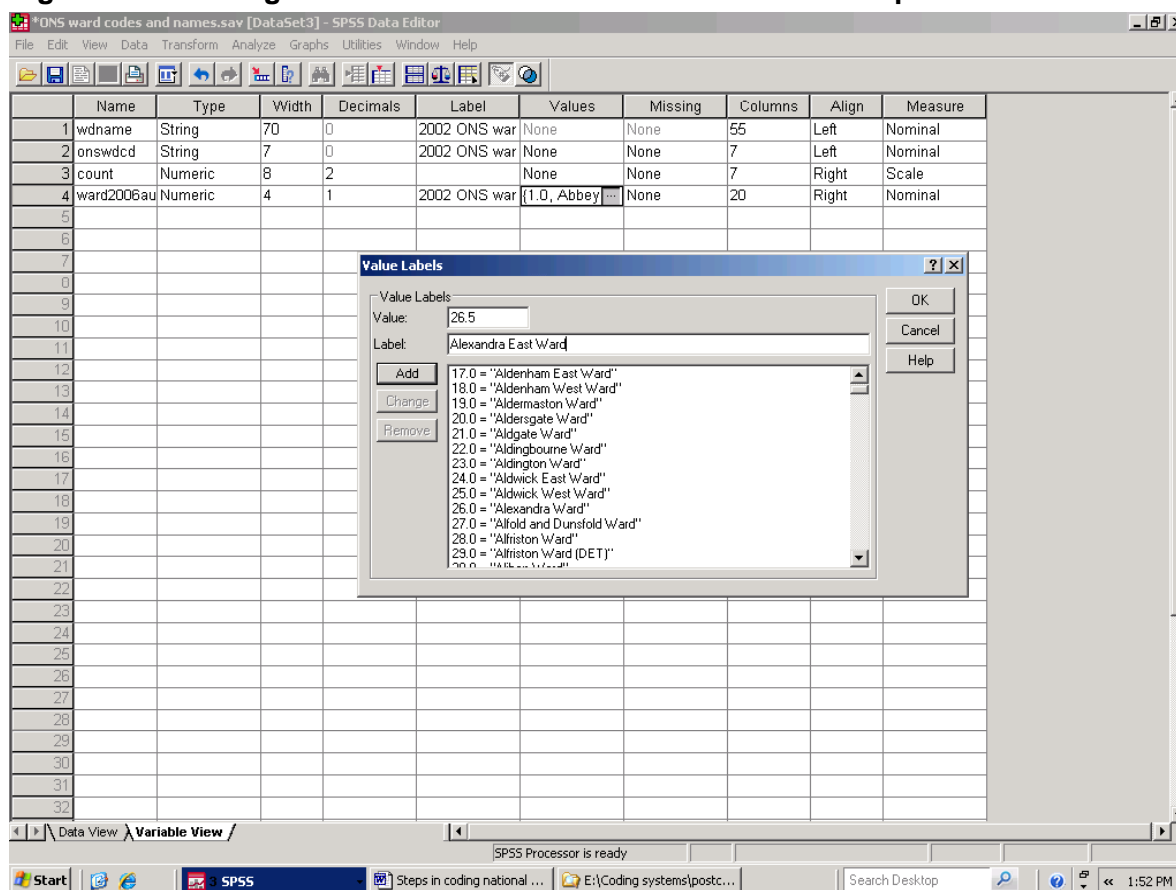 *ONS ward codes and names.sav [DataSet3] - SPSS Data Editor
File Edit View Data Transform Analyze Graphs Utilities Window Help
Name Type Width Decimals Label Values Missing Columns Align Measure
1 wdname String 70 0 2002 ONS war None None 55 Left Nominal
2 onswdcd String 7 0 2002 ONS war None None 7 Left Nominal
3 count Numeric 8 2 None None 7 Right Scale
4 ward2006au Numeric 4 1 2002 ONS war {1.0, Abbey ... None 20 Right Nominal
5
6
7
Value Labels
Value Labels
Value: 26.5
Label: Alexandra East Ward
OK
Cancel
Help
Add
Change
Remove
17.0 = "Aldenham East Ward"
18.0 = "Aldenham West Ward"
19.0 = "Aldermaston Ward"
20.0 = "Aldersgate Ward"
21.0 = "Aldgate Ward"
22.0 = "Aldingbourne Ward"
23.0 = "Aldington Ward"
24.0 = "Aldwick East Ward"
25.0 = "Aldwick West Ward"
26.0 = "Alexandra Ward"
27.0 = "Alfold and Dunsfold Ward"
28.0 = "Alfriston Ward"
29.0 = "Alfriston Ward (DET)"
9
10
11
12
13
14
15
16
17
18
19
20
21
22
23
24
25
26
27
28
29
30
31
32
Data View Variable View
SPSS Processor is ready
Start 3 SPSS Steps in coding national ... E:\Coding systems\postc... Search Desktop « 1:52 PM